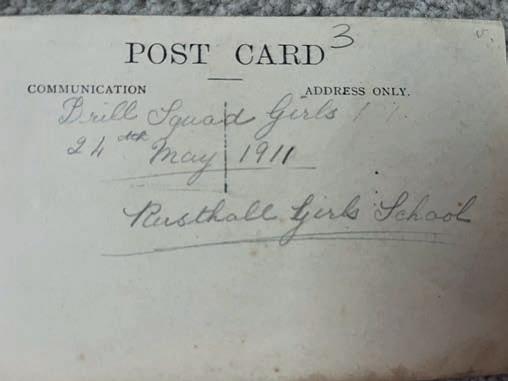 POST CARD 3
COMMUNICATION ADDRESS ONLY.
Drill Squad Girls
24th May 1911
Rusthall Girls School